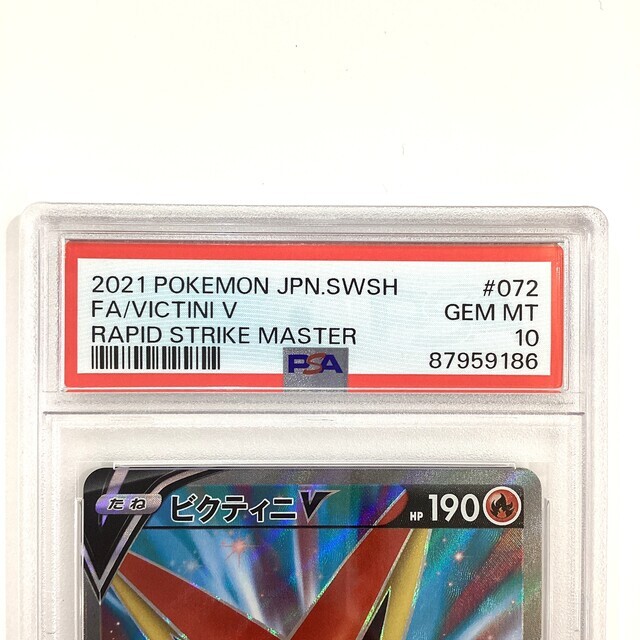 2021 POKEMON JPN.SWSH #072
FA/VICTINI V GEM MT
RAPID STRIKE MASTER 10
PSA 87959186
たね ビクティニV HP 190